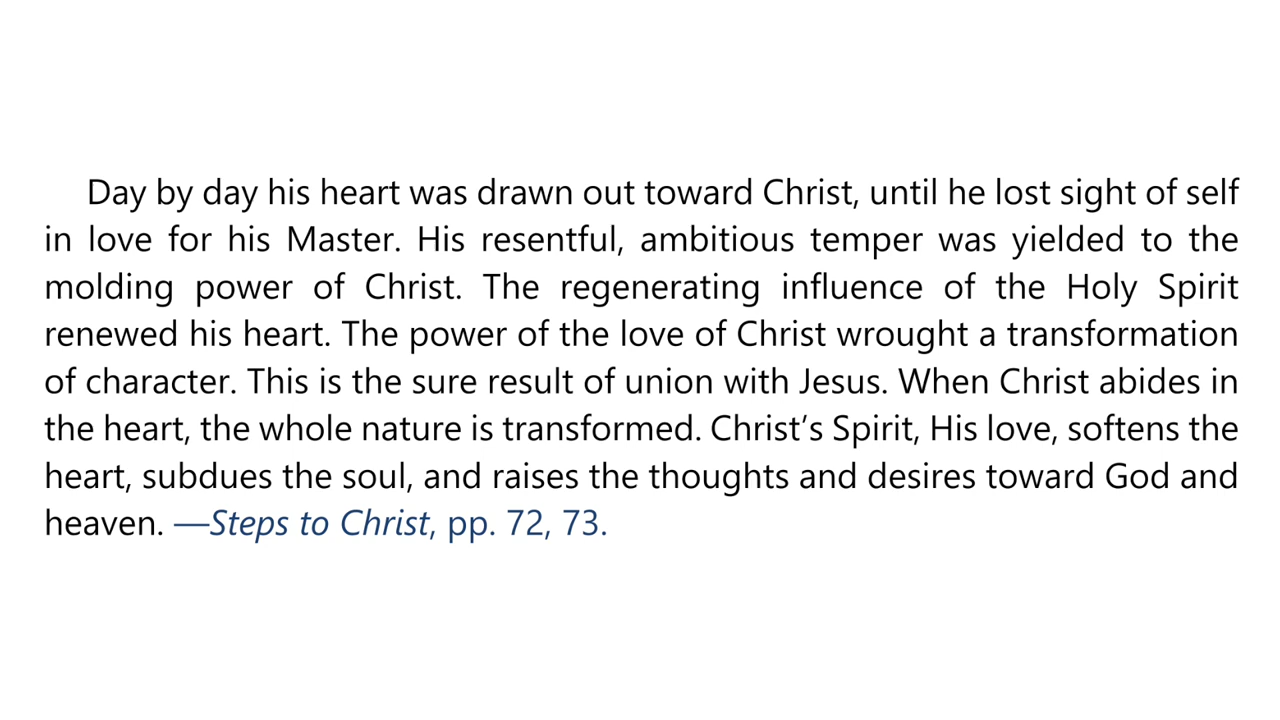 Day by day his heart was drawn out toward Christ, until he lost sight of self
in love for his Master. His resentful, ambitious temper was yielded to the
molding power of Christ. The regenerating influence of the Holy Spirit
renewed his heart. The power of the love of Christ wrought a transformation
of character. This is the sure result of union with Jesus. When Christ abides in
the heart, the whole nature is transformed. Christ’s Spirit, His love, softens the
heart, subdues the soul, and raises the thoughts and desires toward God and
heaven. —Steps to Christ, pp. 72, 73.